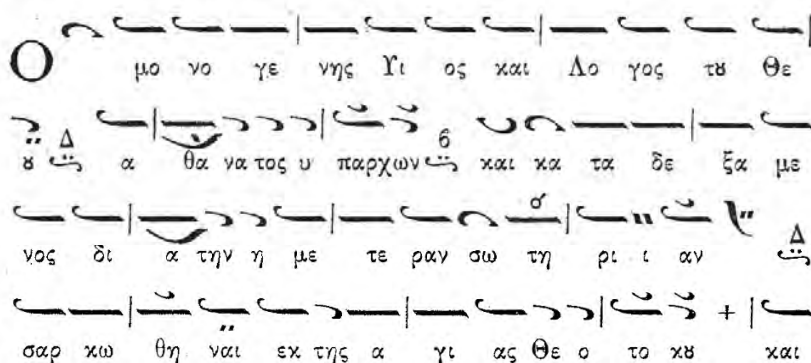 Ο μο νο γε νης Υι ος και Λο γος τȣ Θε
ȣ Δ α θα να τος υ παρχων ϐ και κα τα δε ξα με
νος δι α την η με τε ραν σω τη ρι ι αν Δ
σαρ κω θη ναι εκ της α γι ας Θε ο το κȣ + και